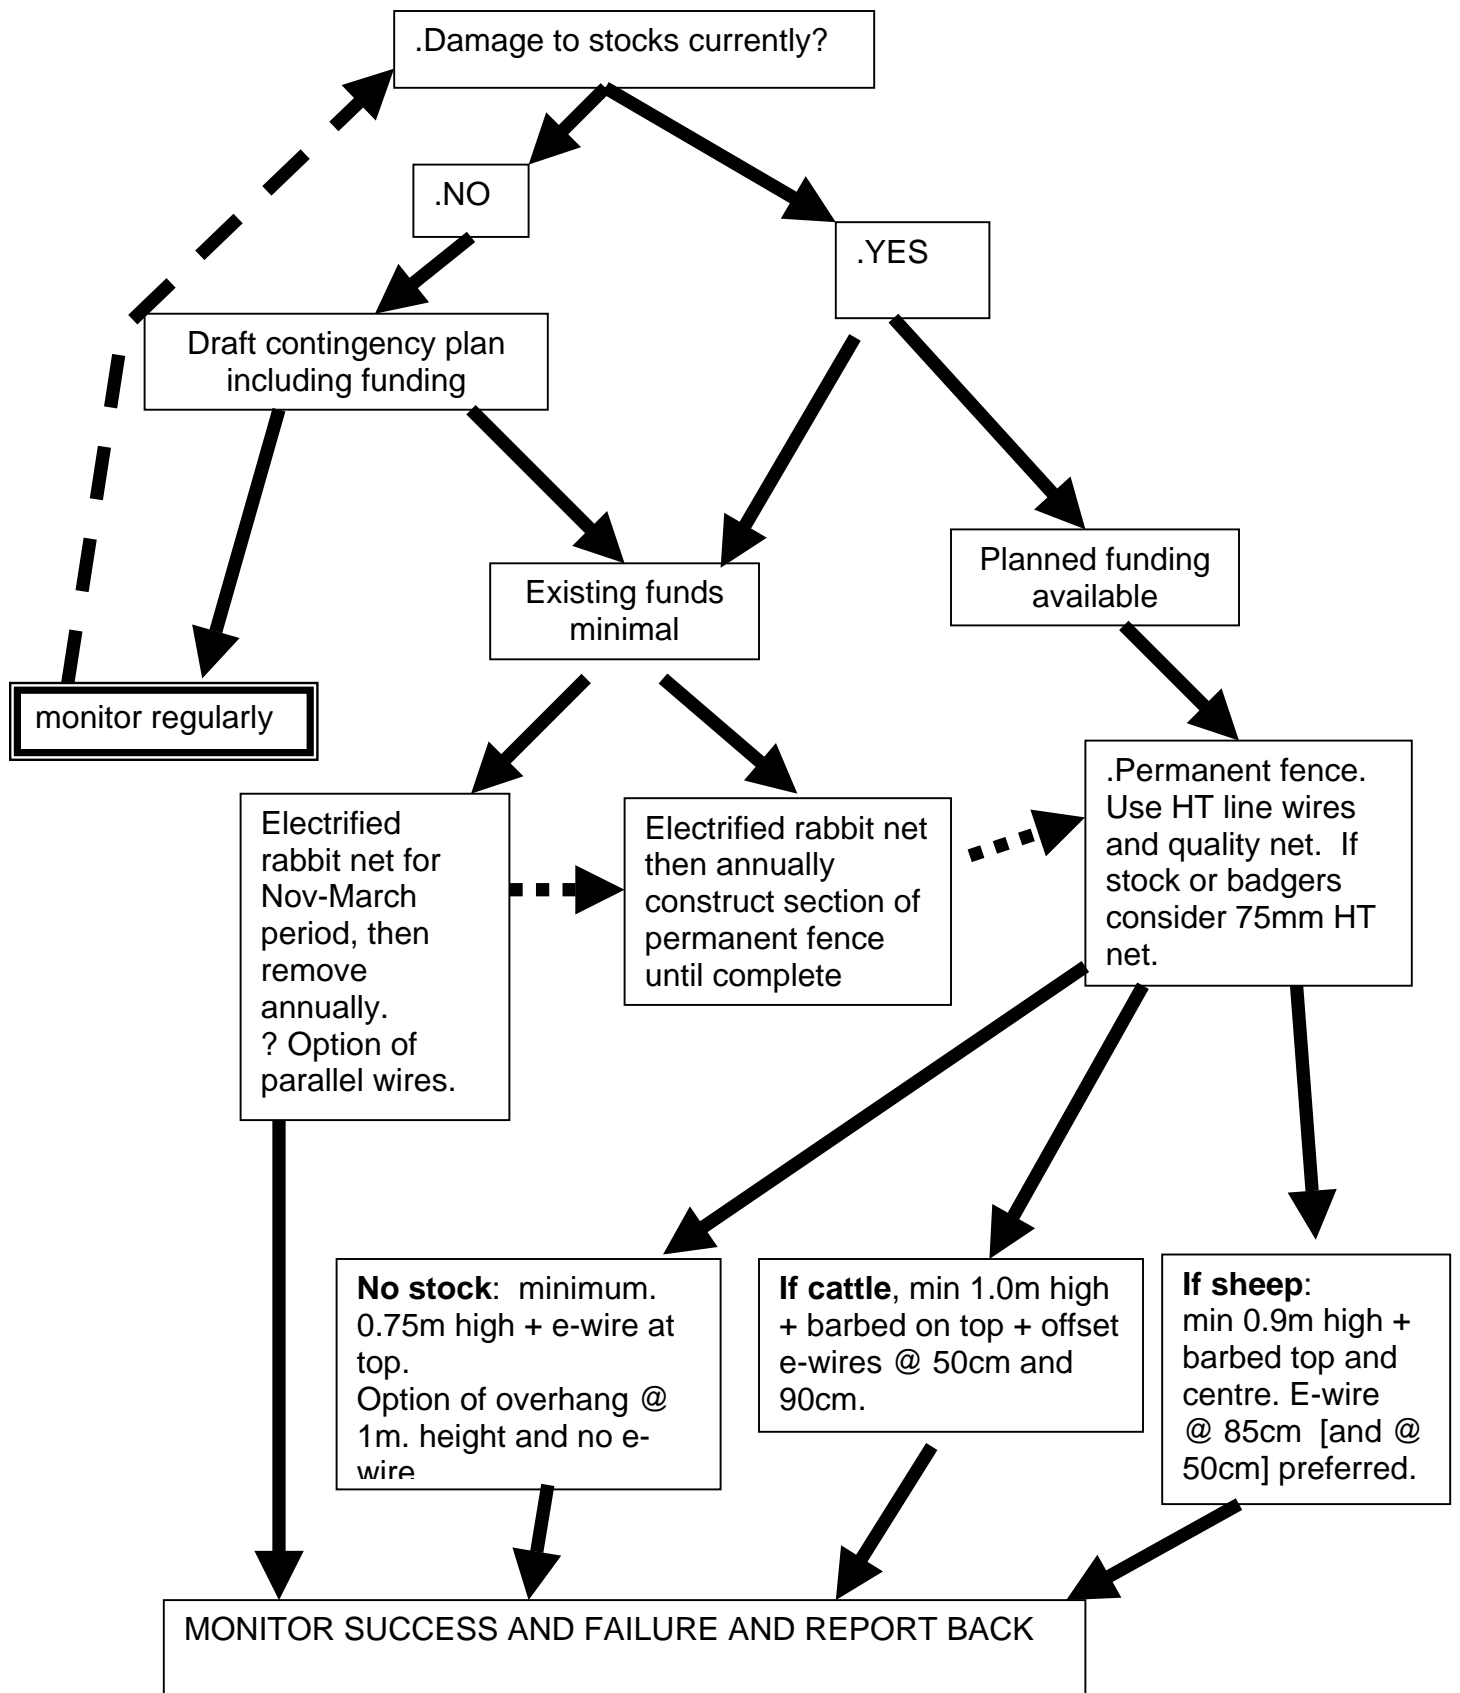 .Damage to stocks currently?
.NO
.YES
Draft contingency plan
including funding
Existing funds
minimal
Planned funding
available
monitor regularly
Electrified
rabbit net for
Nov-March
period, then
remove
annually.
? Option of
parallel wires.
Electrified rabbit net
then annually
construct section of
permanent fence
until complete
.Permanent fence.
Use HT line wires
and quality net.  If
stock or badgers
consider 75mm HT
net.
No stock:  minimum.
0.75m high + e-wire at
top.
Option of overhang @
1m. height and no e-
wire
If cattle, min 1.0m high
+ barbed on top + offset
e-wires @ 50cm and
90cm.
If sheep:
min 0.9m high +
barbed top and
centre. E-wire
@ 85cm  [and @
50cm] preferred.
MONITOR SUCCESS AND FAILURE AND REPORT BACK